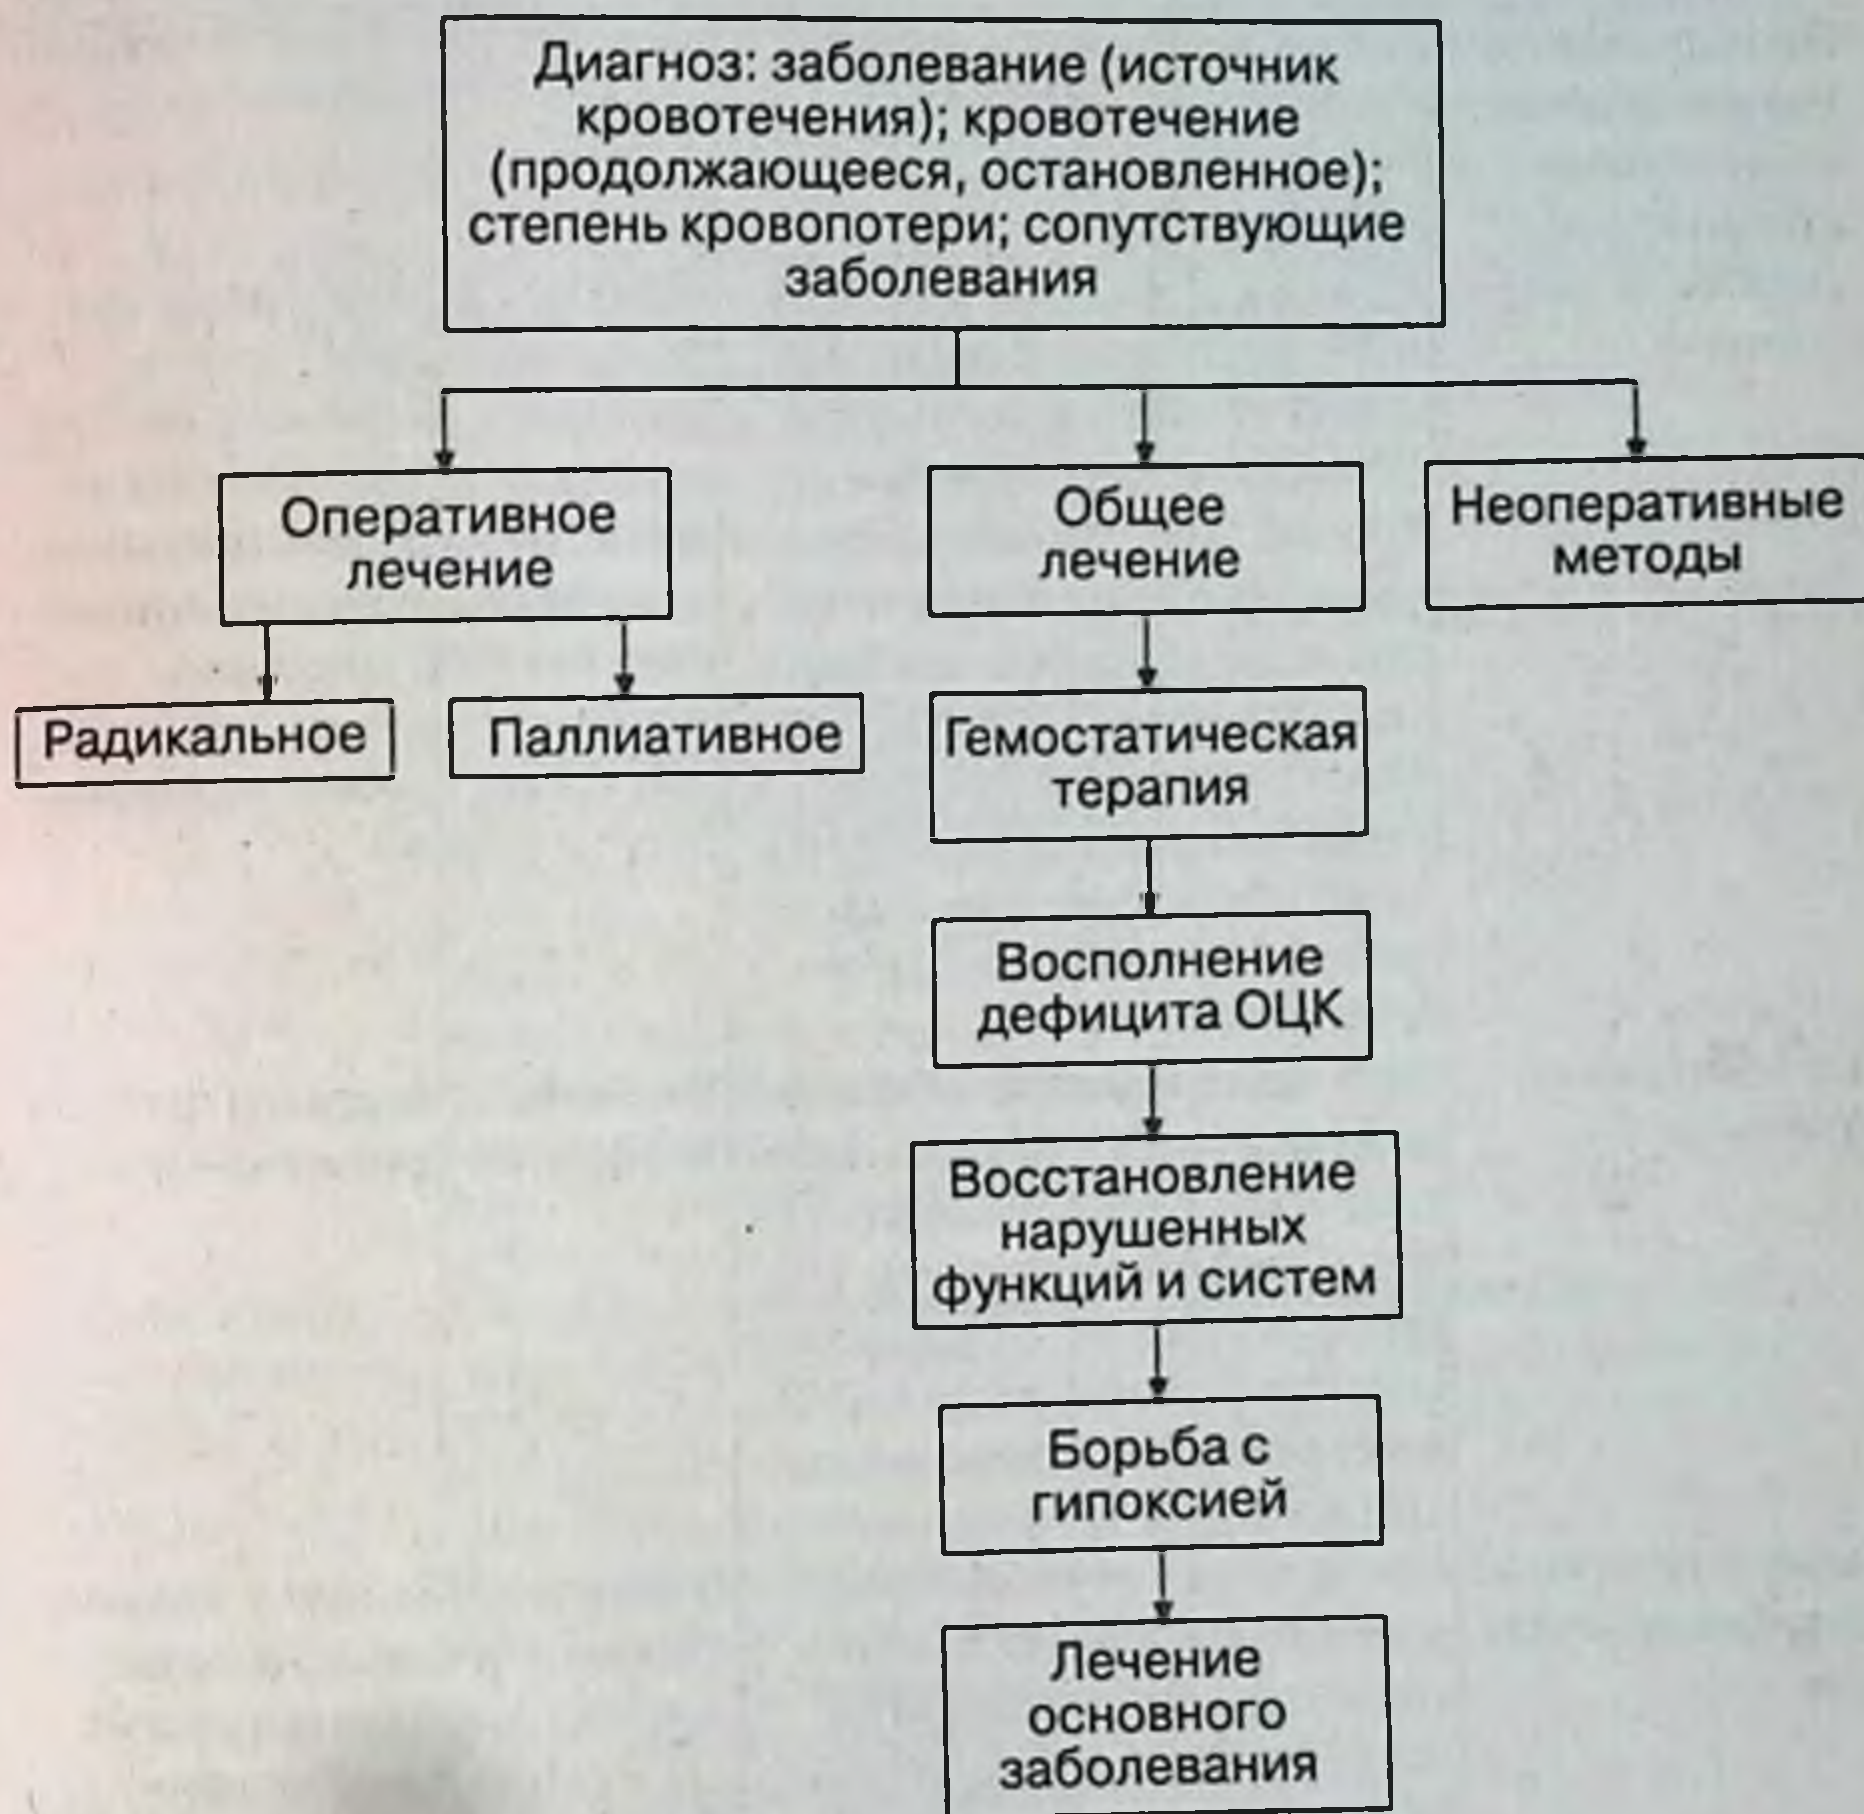 Диагноз: заболевание (источник
кровотечения); кровотечение
(продолжающееся, остановленное);
степень кровопотери; сопутствующие
заболевания
Оперативное
лечение
Общее
лечение
Неоперативные
методы
Радикальное
Паллиативное
Гемостатическая
терапия
Восполнение
дефицита ОЦК
Восстановление
нарушенных
функций и систем
Борьба с
гипоксией
Лечение
основного
заболевания